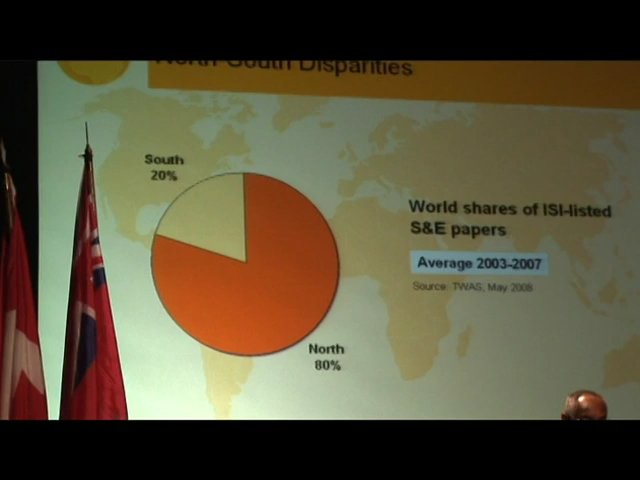 North-South Disparities
South
20%
World shares of ISI-listed
S&E papers
Average 2003-2007
Source: TWAS, May 2008
North
80%